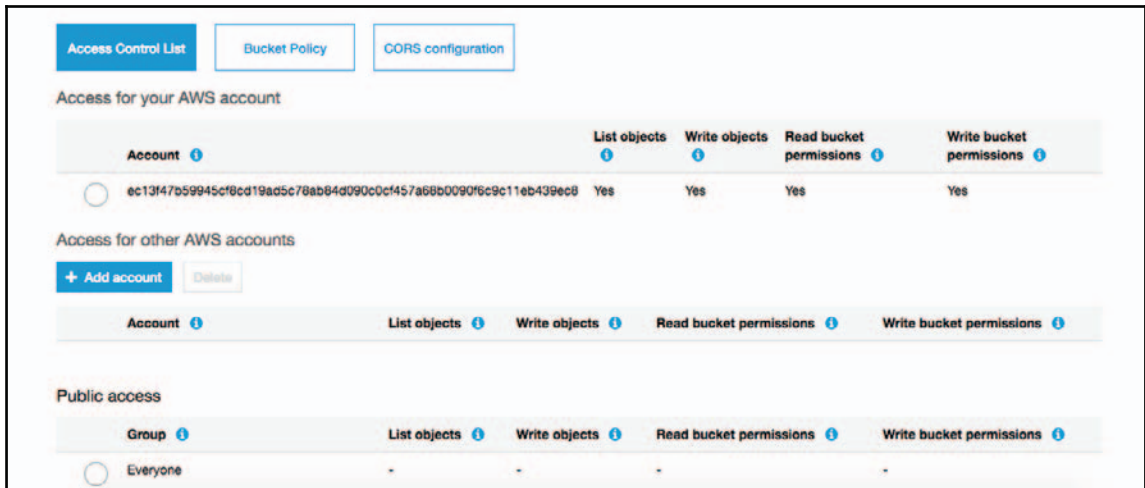 Access Control List Bucket Policy CORS configuration
Access for your AWS account
Account List objects Write objects Read bucket permissions Write bucket permissions
ec13f47b59945cf8cd19ad5c78ab84d090c0cf457a68b0090f6c9c11eb439ec8 Yes Yes Yes Yes
Access for other AWS accounts
+ Add account Delete
Account List objects Write objects Read bucket permissions Write bucket permissions
Public access
Group List objects Write objects Read bucket permissions Write bucket permissions
Everyone - - - -